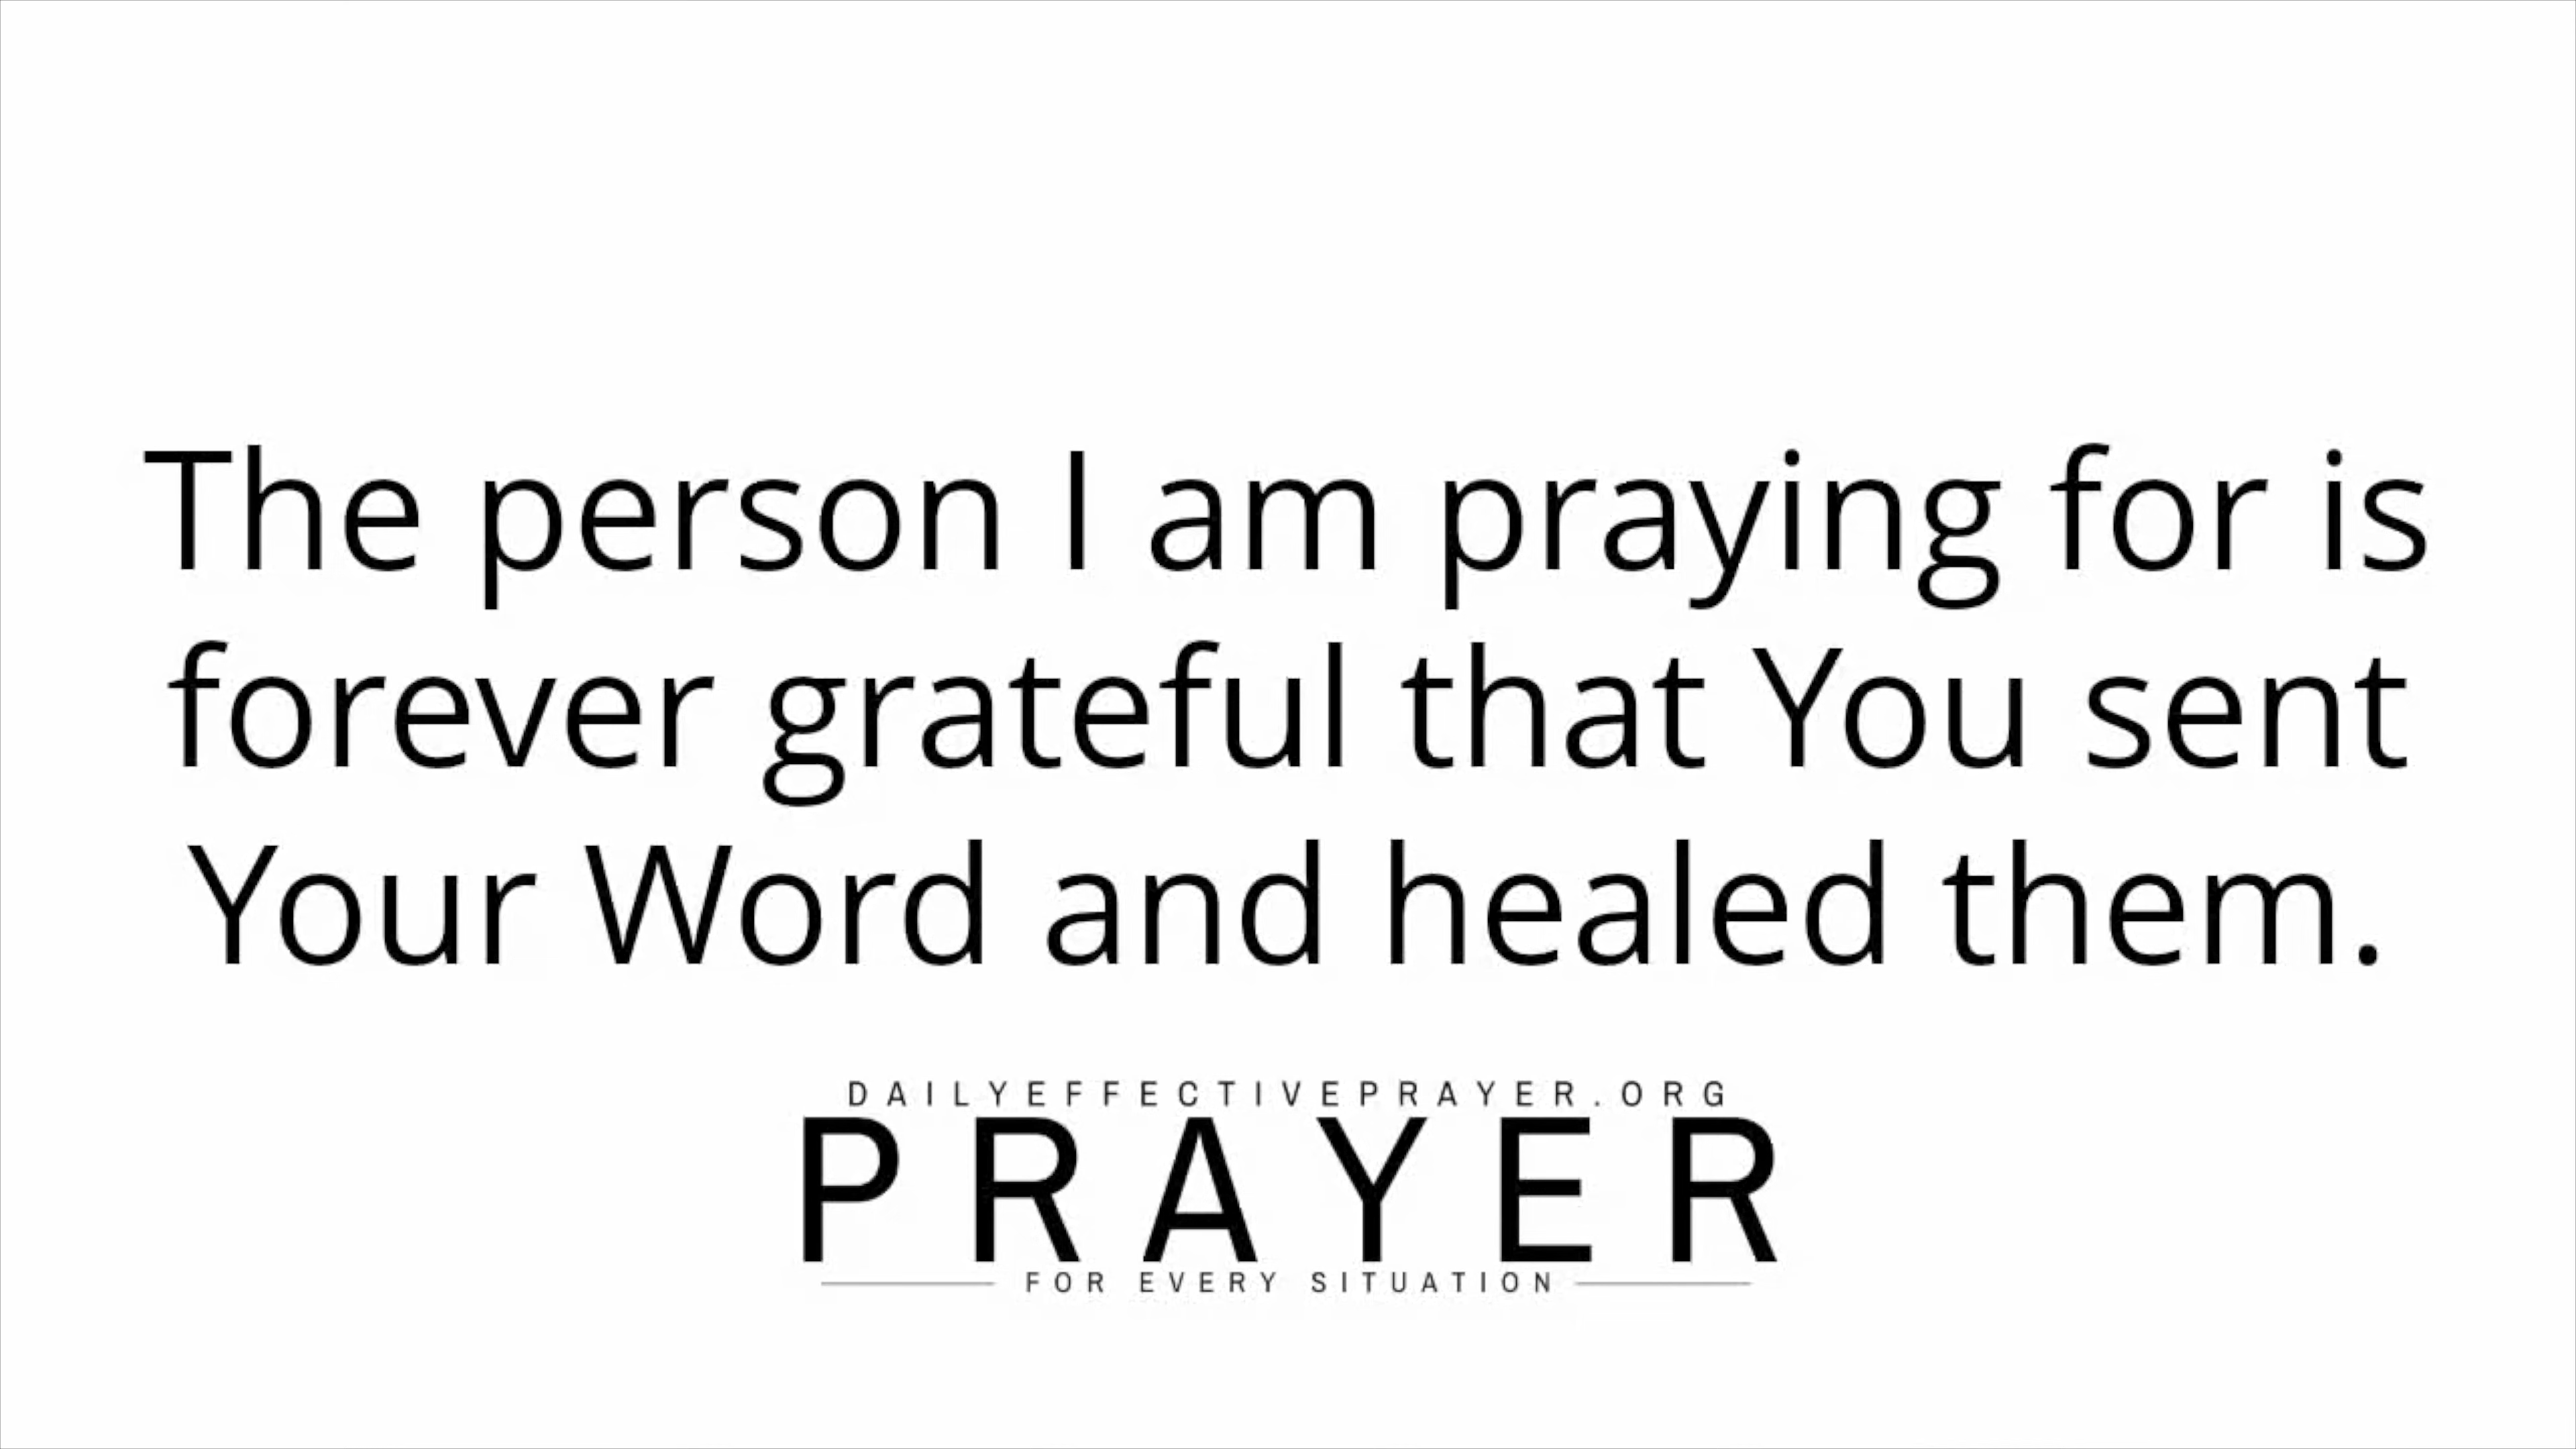 The person I am praying for is
forever grateful that You sent
Your Word and healed them.
DAILYEFFECTIVEPRAYER.ORG
PRAYER
FOR EVERY SITUATION